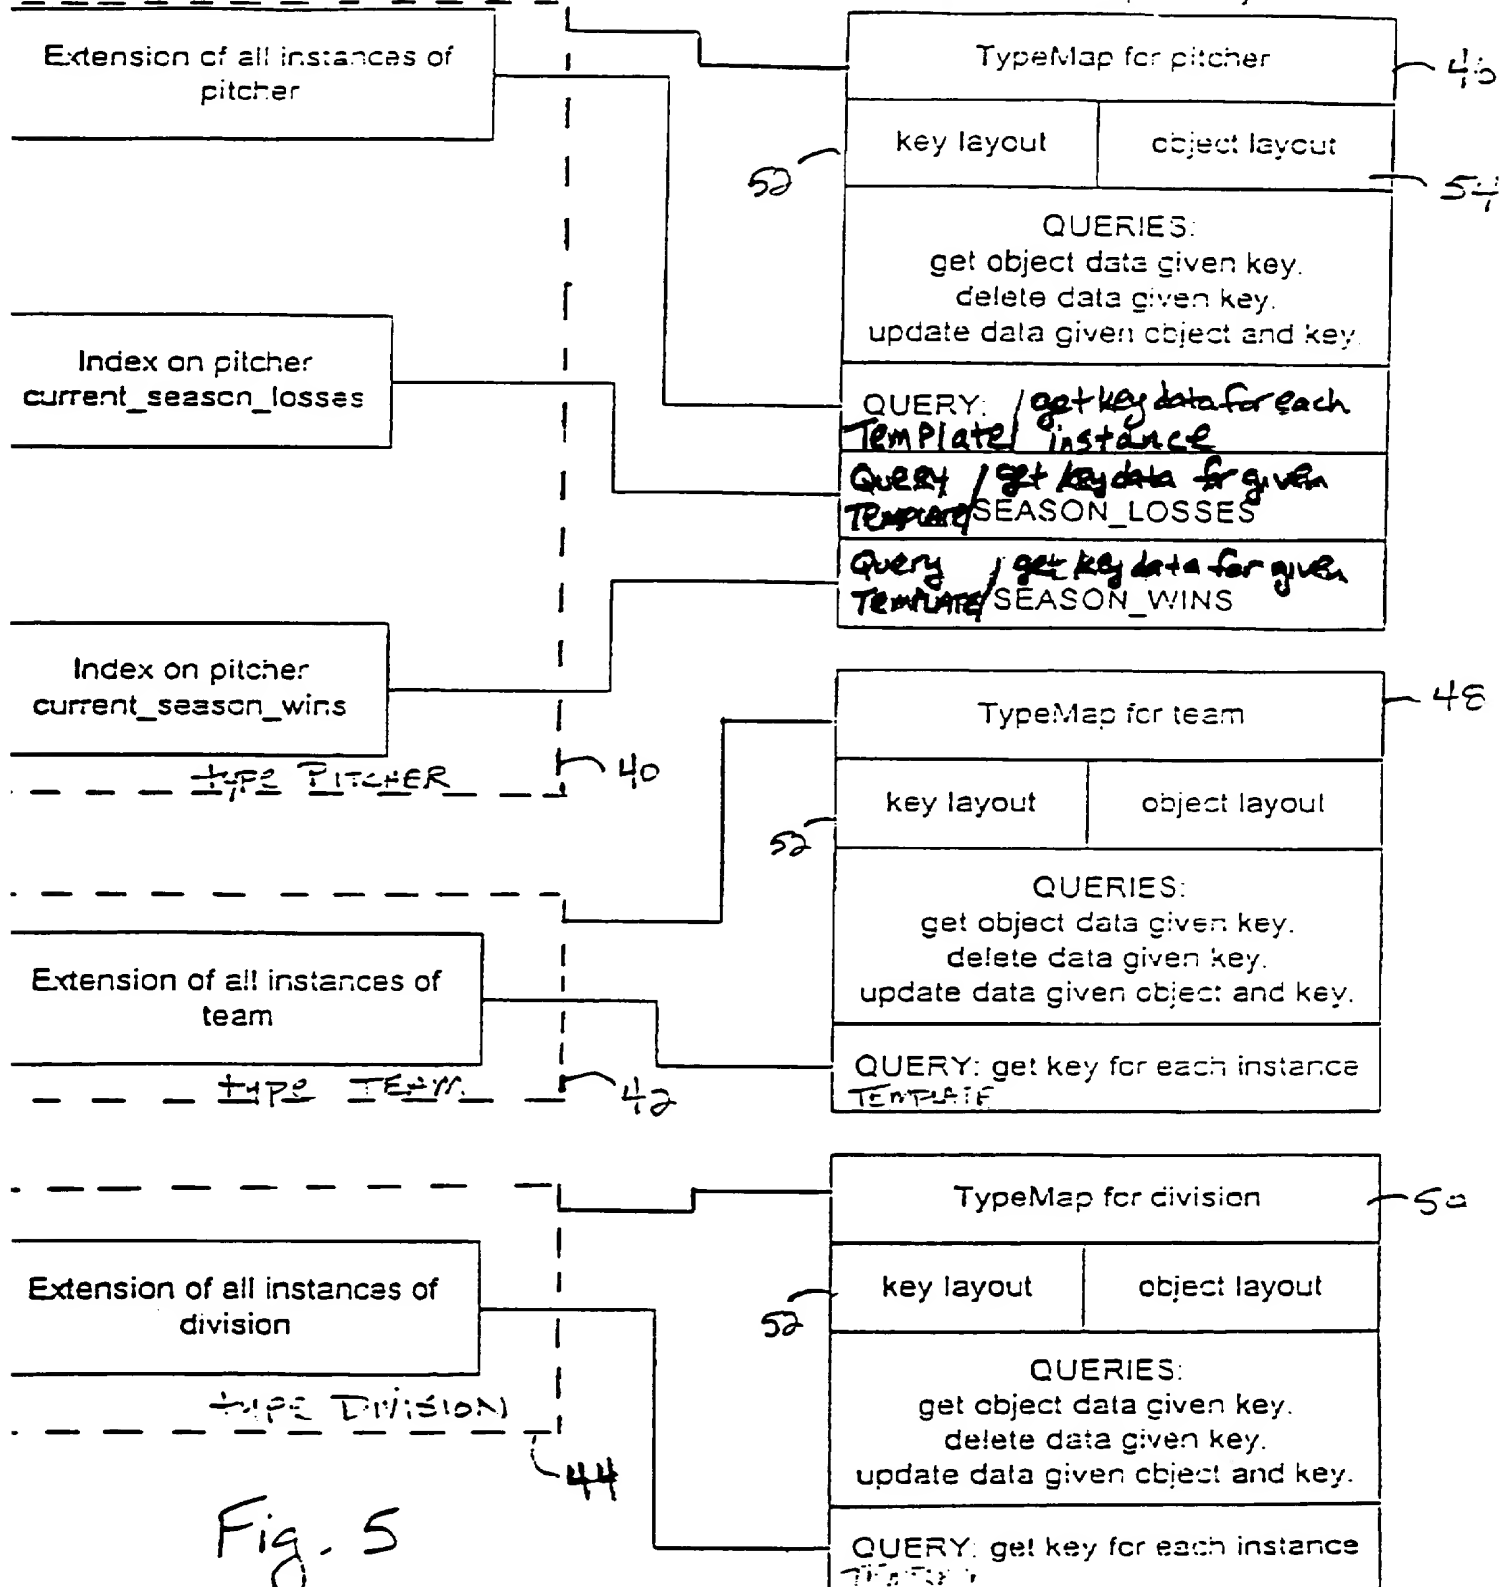 Extension of all instances of
pitcher
Index on pitcher
current_season_losses
Index on pitcher
current_season_wins
type PITCHER
40
TypeMap for pitcher
46
key layout
object layout
52
54
QUERIES:
get object data given key.
delete data given key.
update data given object and key.
QUERY: / get key data for each
TEMPLATE / instance
Query / get key data for given
TEMPLATE / SEASON_LOSSES
Query / get key data for given
TEMPLATE / SEASON_WINS
Extension of all instances of
team
type TEAM
42
TypeMap for team
48
key layout
object layout
52
QUERIES:
get object data given key.
delete data given key.
update data given object and key.
QUERY: get key for each instance
TEMPLATE
Extension of all instances of
division
type DIVISION
44
TypeMap for division
50
key layout
object layout
52
QUERIES:
get object data given key.
delete data given key.
update data given object and key.
QUERY: get key for each instance
Fig. 5